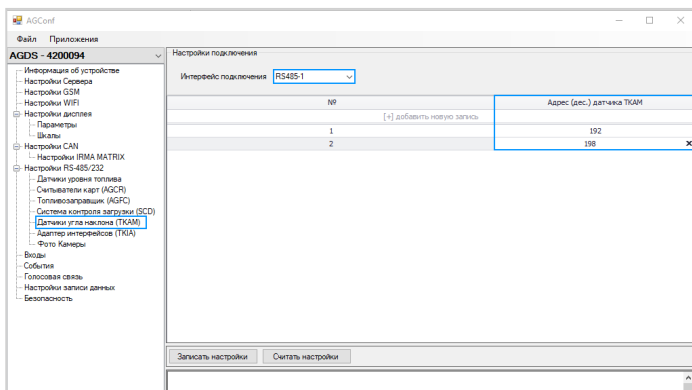 AGConf
Файл Приложения
AGDS - 4200094
Информация об устройстве
Настройки Сервера
Настройки GSM
Настройки WIFI
Настройки дисплея
Параметры
Шкалы
Настройки CAN
Настройки IRMA MATRIX
Настройки RS-485/232
Датчики уровня топлива
Считыватели карт (AGCR)
Топливозаправщик (AGFC)
Система контроля загрузки (SCD)
Датчики угла наклона (TKAM)
Адаптер интерфейсов (TKIA)
Фото Камеры
Входы
События
Голосовая связь
Настройки записи данных
Безопасность
Настройки подключения
Интерфейс подключения RS485-1
№ Адрес (дес.) датчика TKAM
[+] добавить новую запись
1 192
2 198
Записать настройки Считать настройки